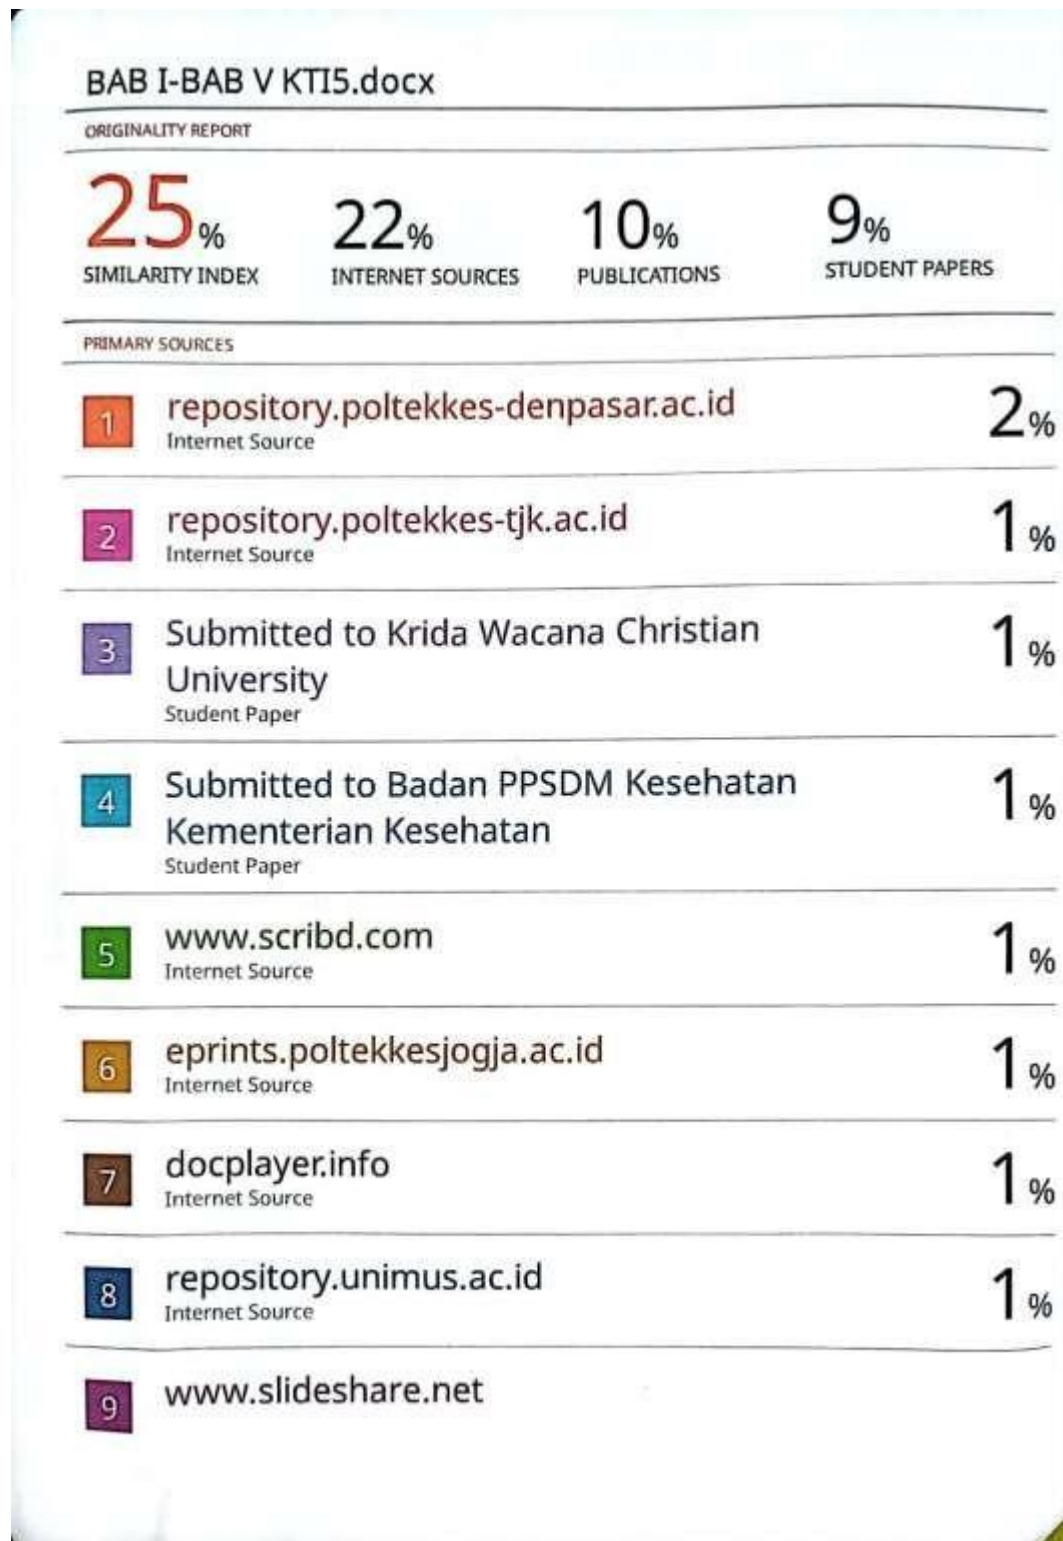 BAB I-BAB V KTI5.docx
ORIGINALITY REPORT
25% 22% 10% 9%
SIMILARITY INDEX INTERNET SOURCES PUBLICATIONS STUDENT PAPERS
PRIMARY SOURCES
1 repository.poltekkes-denpasar.ac.id 2%
Internet Source
2 repository.poltekkes-tjk.ac.id 1%
Internet Source
3 Submitted to Krida Wacana Christian 1%
University
Student Paper
4 Submitted to Badan PPSDM Kesehatan 1%
Kementerian Kesehatan
Student Paper
5 www.scribd.com 1%
Internet Source
6 eprints.poltekkesjogja.ac.id 1%
Internet Source
7 docplayer.info 1%
Internet Source
8 repository.unimus.ac.id 1%
Internet Source
9 www.slideshare.net